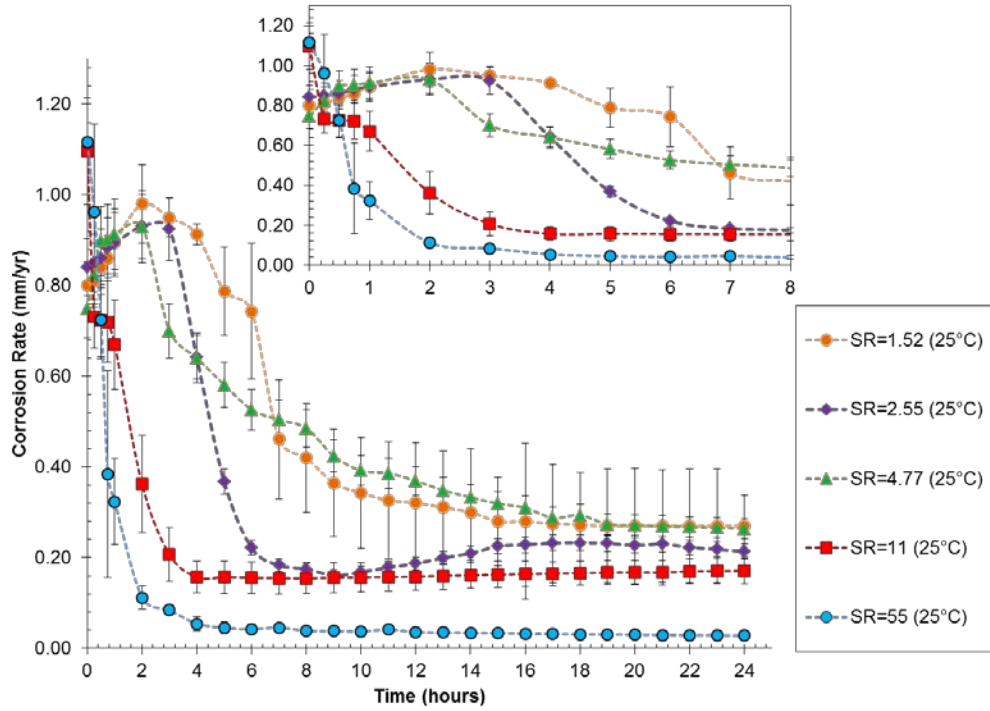 1.20
1.00
0.80
0.60
0.40
0.20
0.00
0 1 2 3 4 5 6 7 8
1.20
1.00
0.80
0.60
0.40
0.20
0.00
Corrosion Rate (mm/yr)
0 2 4 6 8 10 12 14 16 18 20 22 24
Time (hours)
SR=1.52 (25°C)
SR=2.55 (25°C)
SR=4.77 (25°C)
SR=11 (25°C)
SR=55 (25°C)